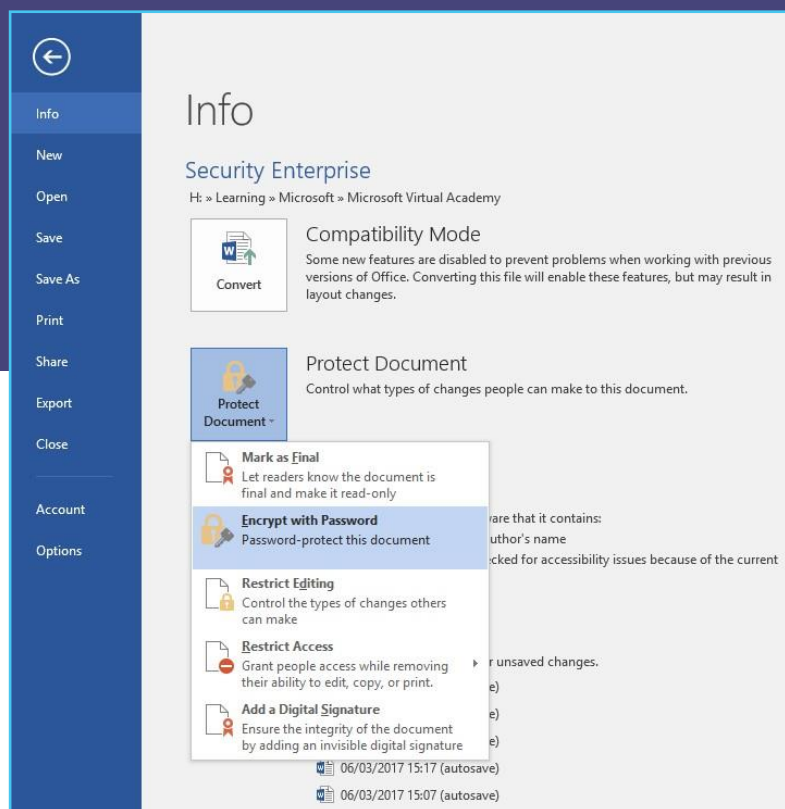 Info
New
Open
Save
Save As
Print
Share
Export
Close
Account
Options
Info
Security Enterprise
H: » Learning » Microsoft » Microsoft Virtual Academy
Convert
Compatibility Mode
Some new features are disabled to prevent problems when working with previous
versions of Office. Converting this file will enable these features, but may result in
layout changes.
Protect
Document
Protect Document
Control what types of changes people can make to this document.
Mark as Final
Let readers know the document is
final and make it read-only
Encrypt with Password
Password-protect this document
Restrict Editing
Control the types of changes others
can make
Restrict Access
Grant people access while removing
their ability to edit, copy, or print.
Add a Digital Signature
Ensure the integrity of the document
by adding an invisible digital signature
that it contains:
name
for accessibility issues because of the current
unsaved changes.
06/03/2017 15:17 (autosave)
06/03/2017 15:07 (autosave)